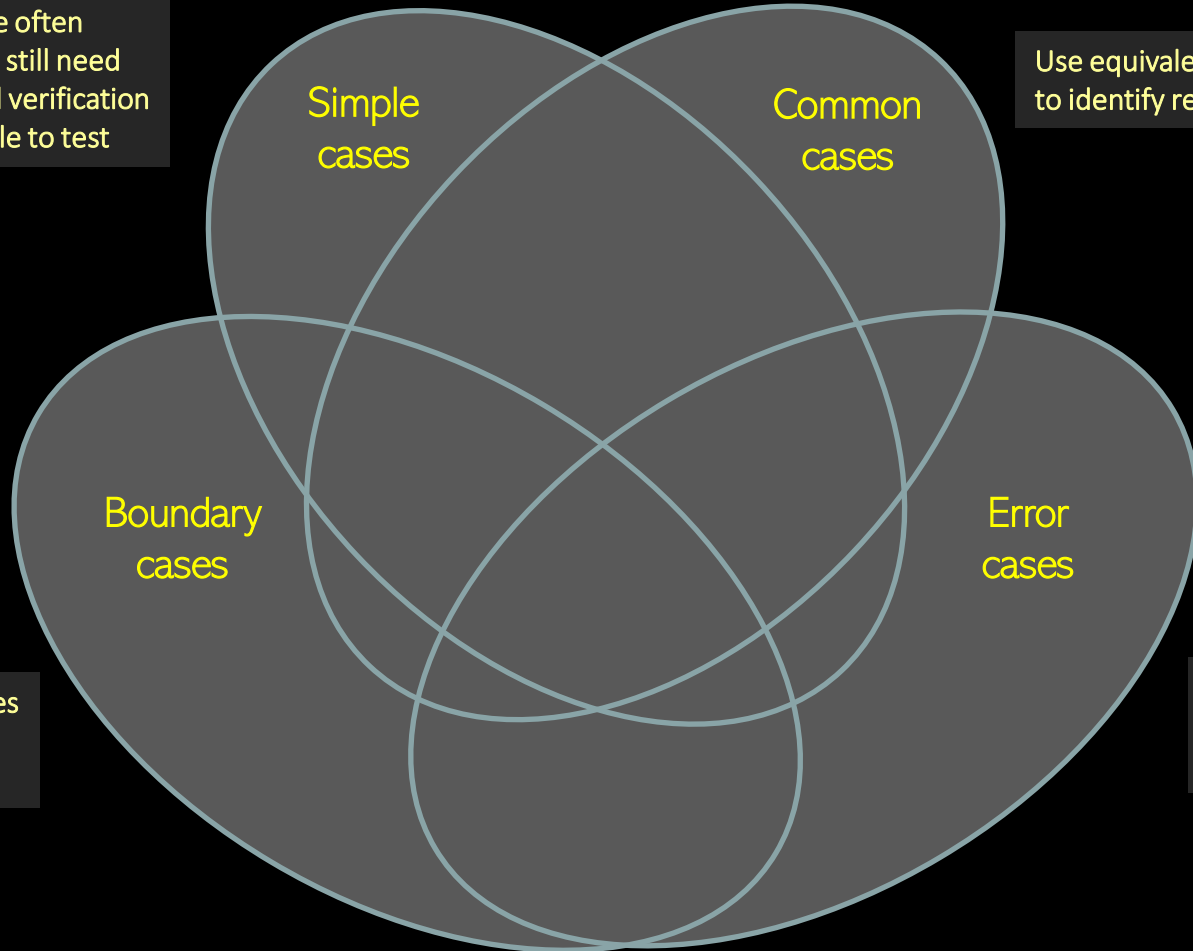 often
still need
verification
to test
Use
to identify
Simple
cases
Common
cases
Boundary
cases
Error
cases